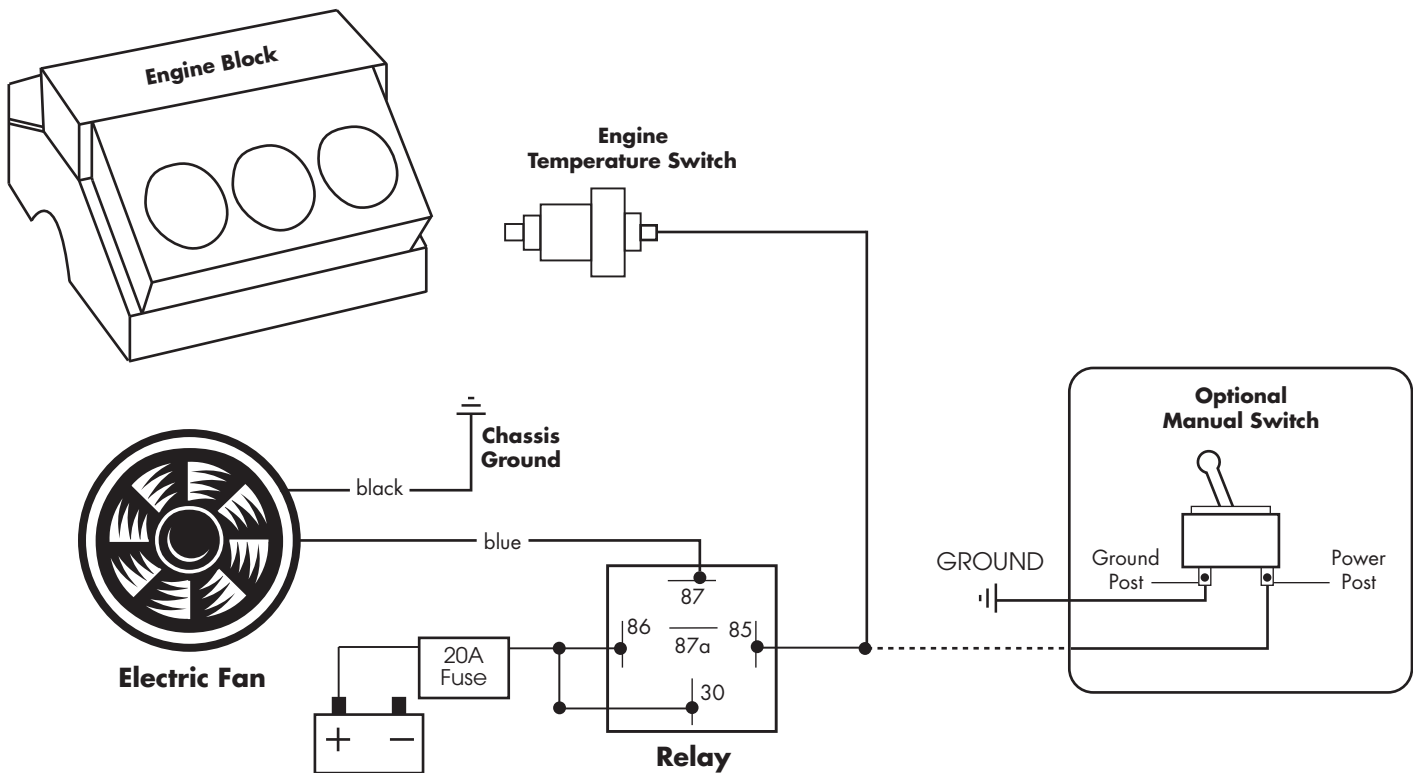 Engine Block
Engine
Temperature Switch
Optional
Manual Switch
Chassis
Ground
black
blue
GROUND
Ground
Post
Power
Post
87
86
87a
85
30
20A
Fuse
+ −
Electric Fan
Relay